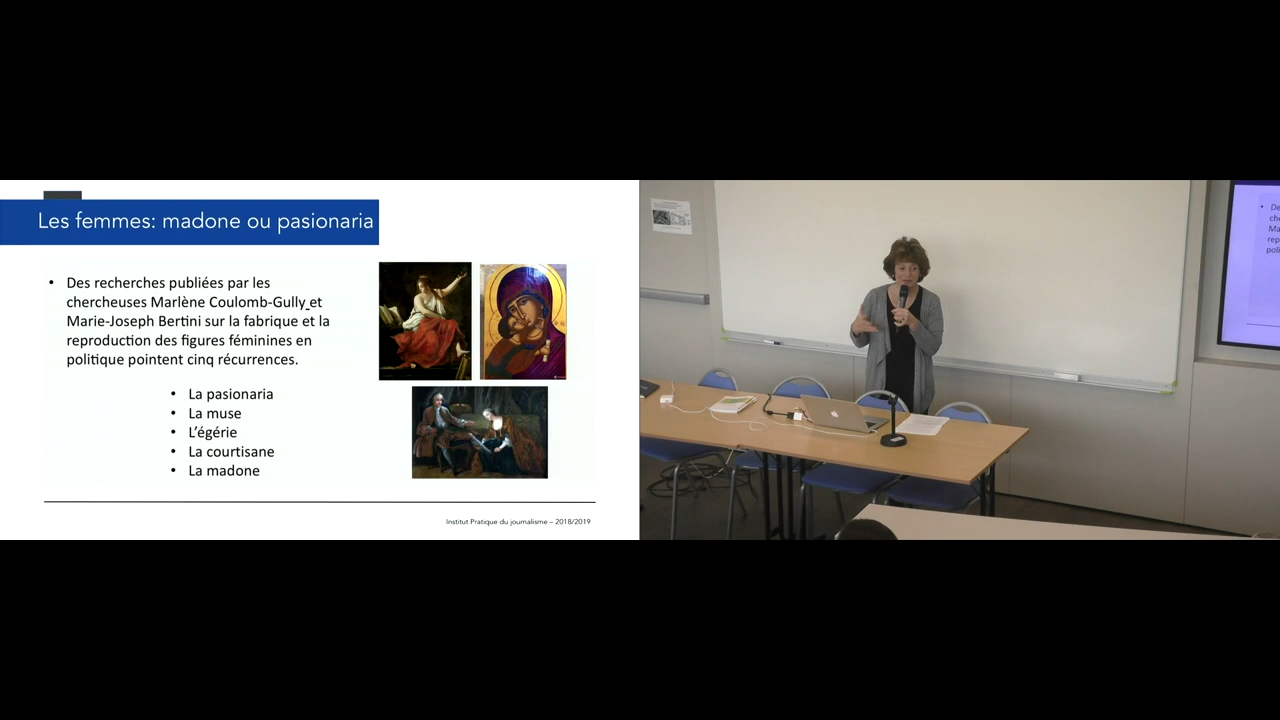 Les femmes: madone ou pasionaria
• Des recherches publiées par les
chercheuses Marlène Coulomb-Gully et
Marie-Joseph Bertini sur la fabrique et la
reproduction des figures féminines en
politique pointent cinq récurrences.
• La pasionaria
• La muse
• L'égérie
• La courtisane
• La madone
Institut Pratique du journalisme – 2018/2019